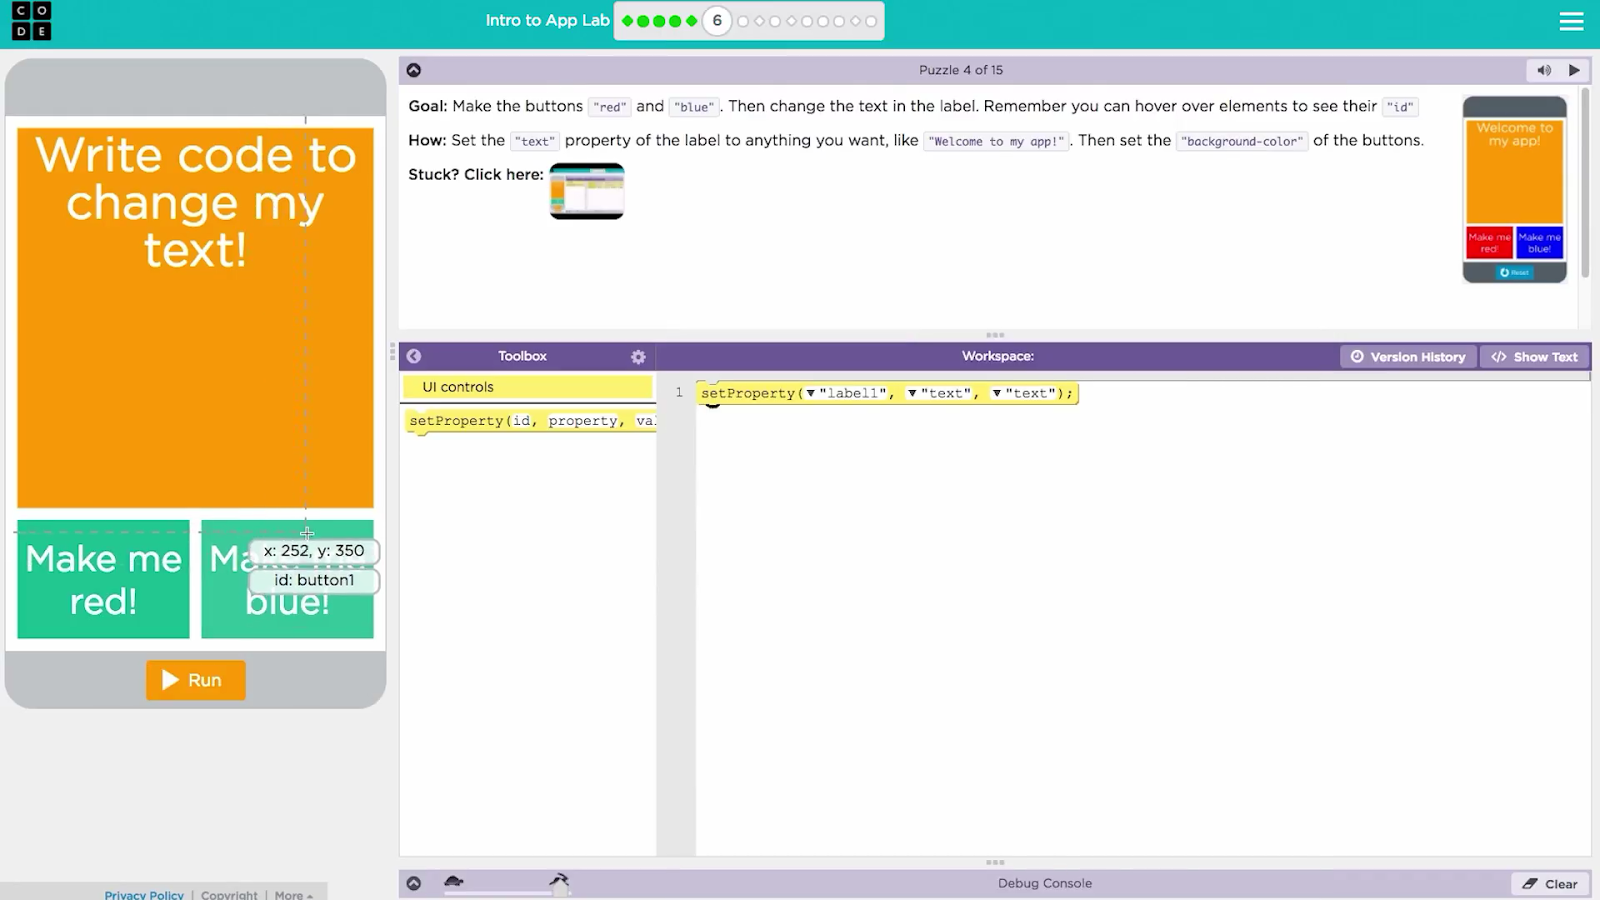 C O
D E
Intro to App Lab
6
Puzzle 4 of 15
Goal: Make the buttons "red" and "blue". Then change the text in the label. Remember you can hover over elements to see their "id"
How: Set the "text" property of the label to anything you want, like "Welcome to my app!". Then set the "background-color" of the buttons.
Stuck? Click here:
Welcome to
my app!
Make me
red!
Make me
blue!
Reset
Write code to
change my
text!
Make me
red!
blue!
x: 252, y: 350
id: button1
Run
Toolbox
Workspace:
Version History
Show Text
UI controls
setProperty(id, property, val
1
setProperty(▼"label1", ▼"text", ▼"text");
Debug Console
Clear
Privacy Policy | Copyright | More